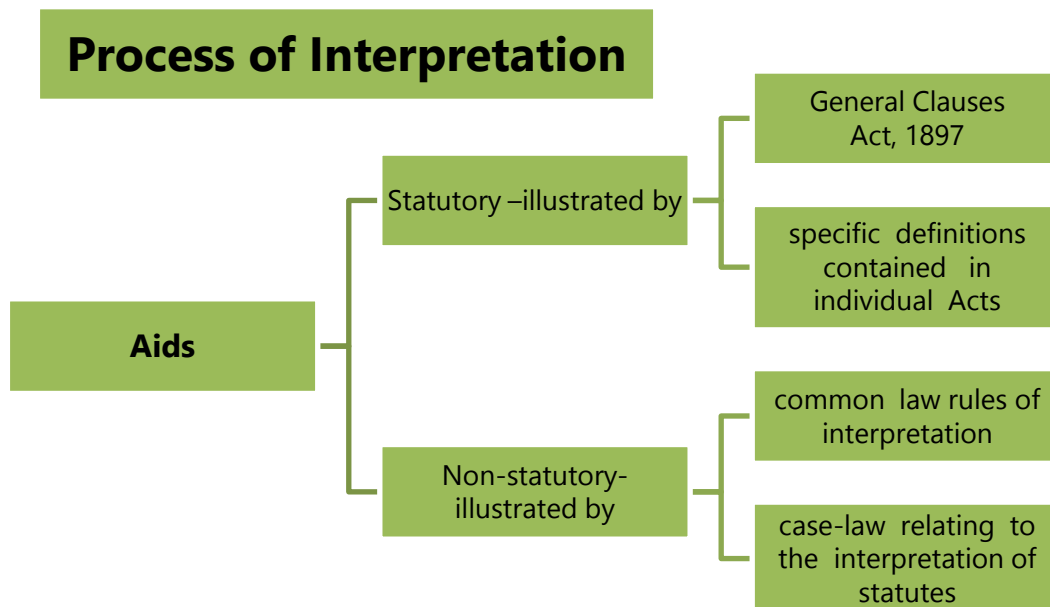 Process of Interpretation
General Clauses
Act, 1897
Statutory –illustrated by
specific definitions
contained in
individual Acts
Aids
common law rules of
interpretation
Non-statutory-
illustrated by
case-law relating to
the interpretation of
statutes